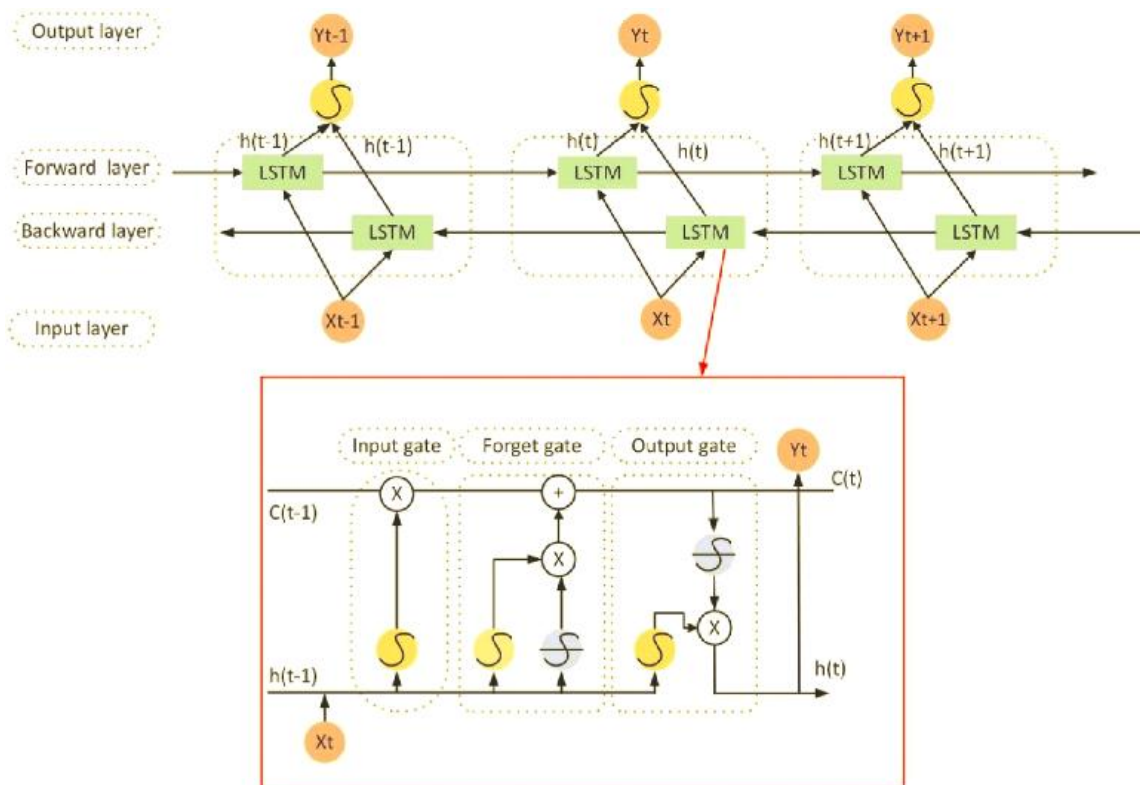 Output layer
Yt-1
Yt
Yt+1
h(t-1)
h(t-1)
h(t)
h(t)
h(t+1)
h(t+1)
Forward layer
LSTM
LSTM
LSTM
Backward layer
LSTM
LSTM
LSTM
Input layer
Xt-1
Xt
Xt+1
Input gate
Forget gate
Output gate
Yt
C(t-1)
X
+
C(t)
X
X
h(t-1)
h(t)
Xt